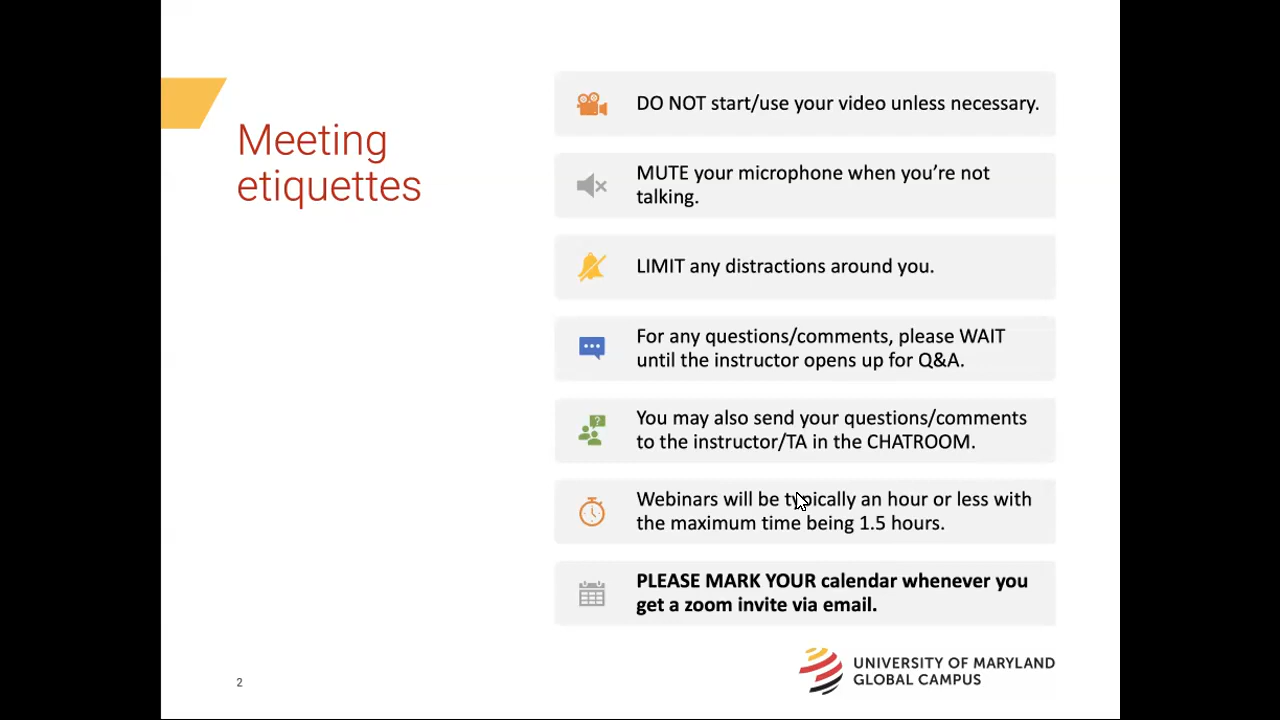 Meeting
etiquettes
DO NOT start/use your video unless necessary.
MUTE your microphone when you’re not
talking.
LIMIT any distractions around you.
For any questions/comments, please WAIT
until the instructor opens up for Q&A.
?
You may also send your questions/comments
to the instructor/TA in the CHATROOM.
Webinars will be typically an hour or less with
the maximum time being 1.5 hours.
PLEASE MARK YOUR calendar whenever you
get a zoom invite via email.
2
UNIVERSITY OF MARYLAND
GLOBAL CAMPUS